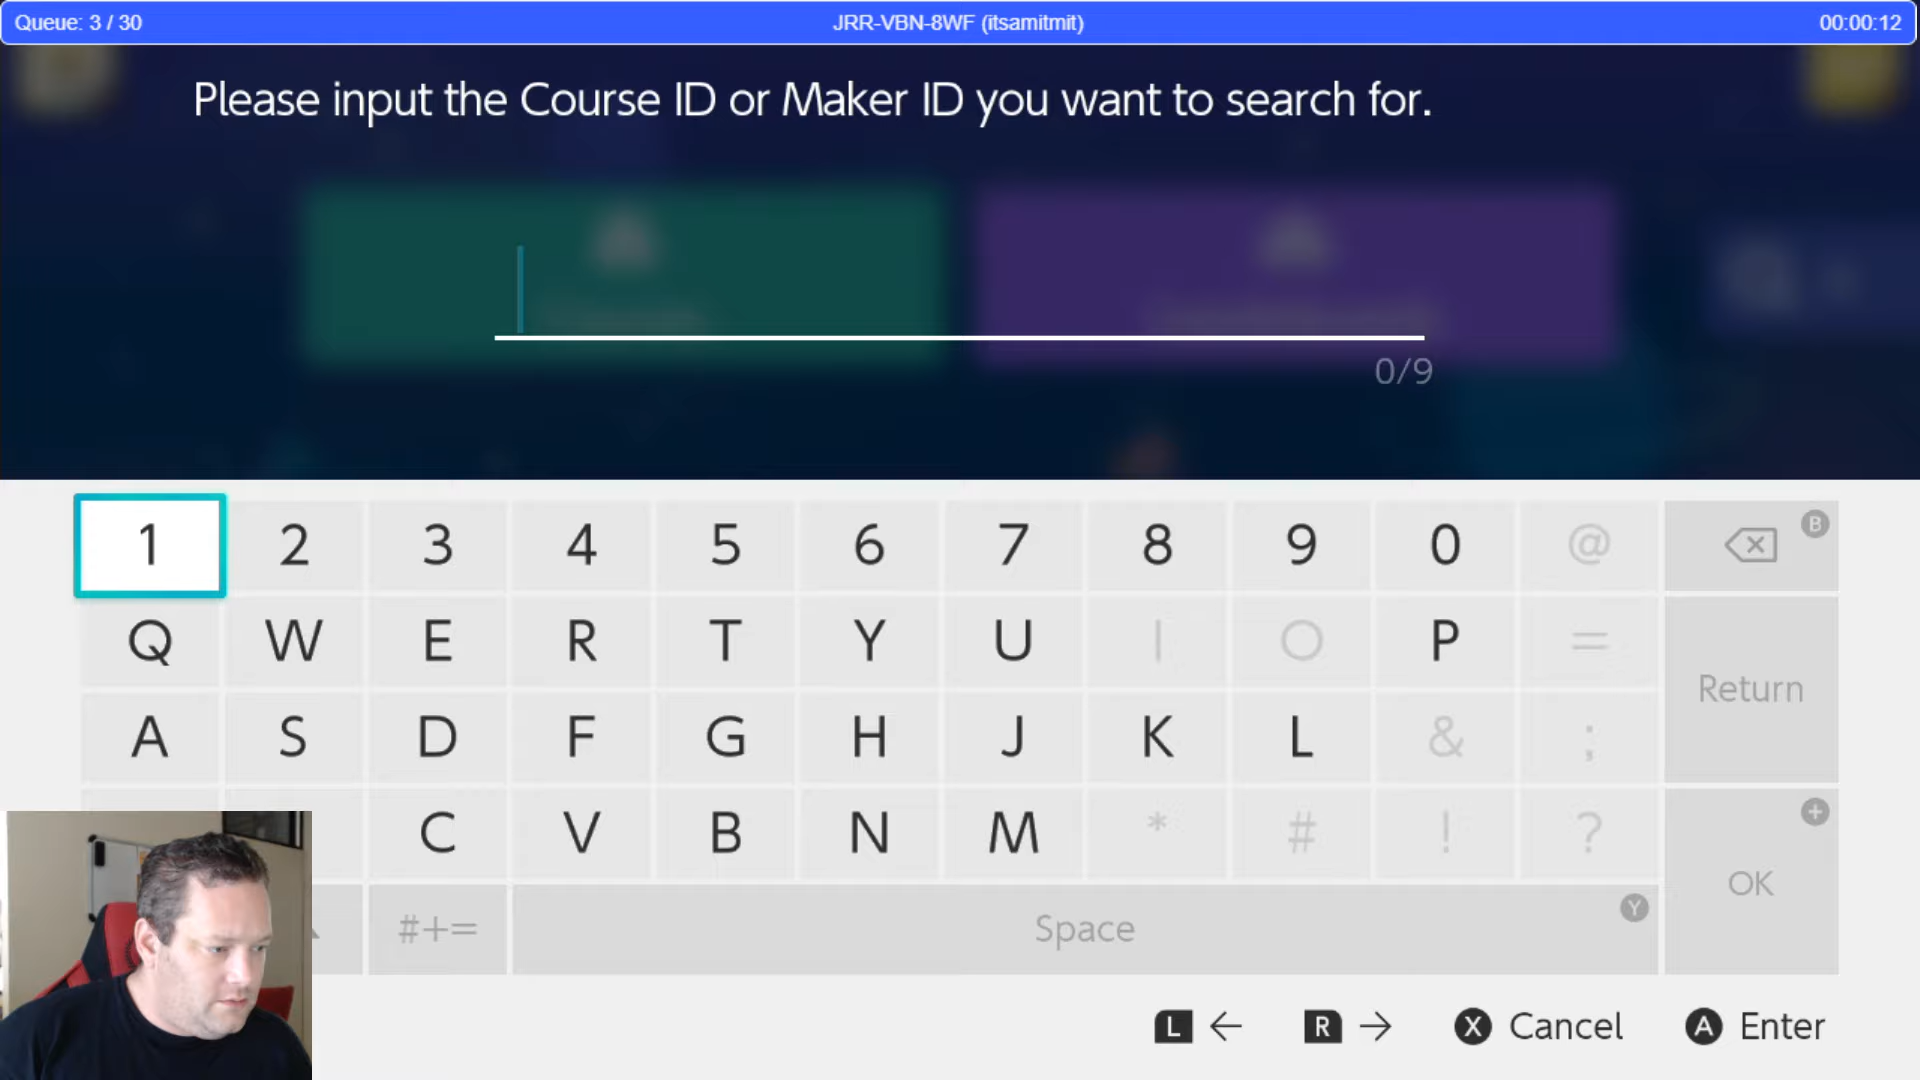 Queue: 3 / 30
JRR-VBN-8WF (itsamitmit)
00:00:12
Please input the Course ID or Maker ID you want to search for.
0/9
1 2 3 4 5 6 7 8 9 0 @ B
Q W E R T Y U I O P = Return
A S D F G H J K L & ;
C V B N M * # ! ? + OK
#+= Space Y
L ← R → X Cancel A Enter